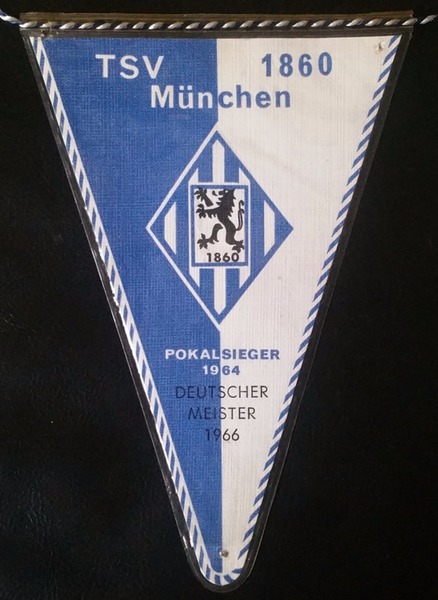 TSV 1860
München
1860
POKALSIEGER
1964
DEUTSCHER
MEISTER
1966